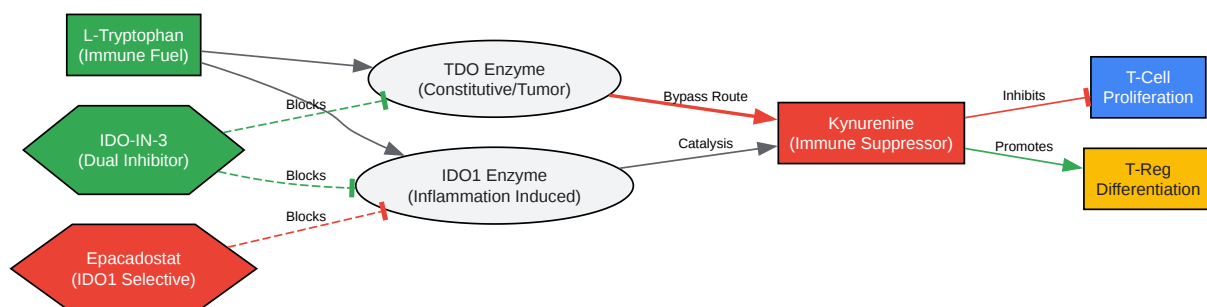 L-Tryptophan
(Immune Fuel)
TDO Enzyme
(Constitutive/Tumor)
Blocks
Bypass Route
IDO-IN-3
(Dual Inhibitor)
Blocks
IDO1 Enzyme
(Inflammation Induced)
Catalysis
Kynurenine
(Immune Suppressor)
Inhibits
T-Cell
Proliferation
Promotes
T-Reg
Differentiation
Blocks
Epacadostat
(IDO1 Selective)